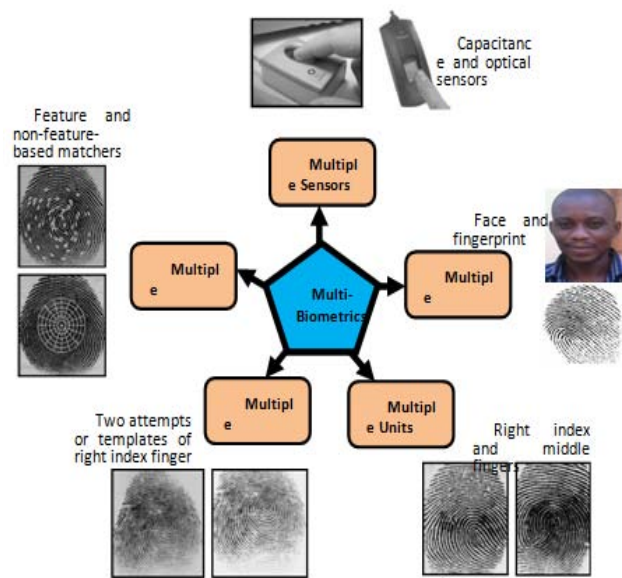 Capacitanc
e and optical
sensors
Feature and
non-feature-
based matchers
Multipl
e Sensors
Face and
fingerprint
Multipl
e
Multipl
e
Multi-
Biometrics
Multipl
e
Multipl
e Units
Two attempts
or templates of
right index finger
Right index
and middle
fingers